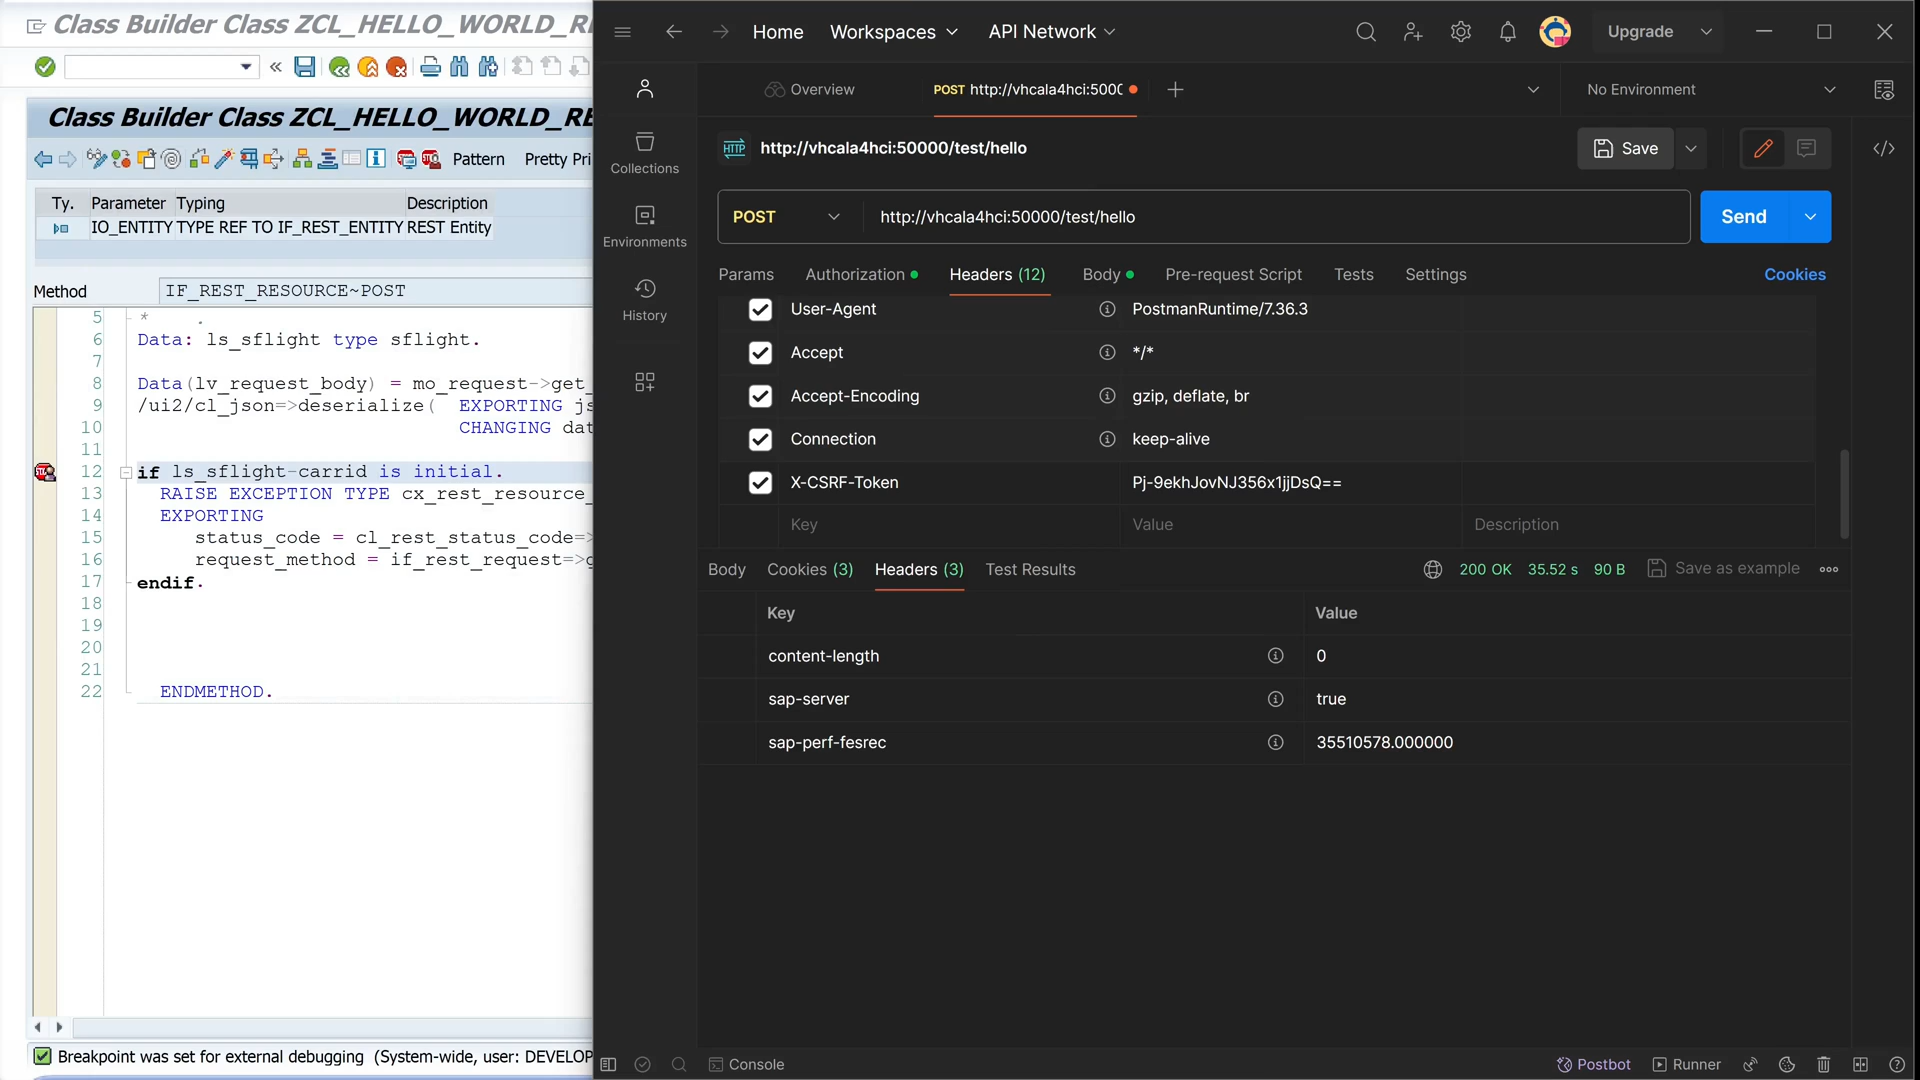 Class Builder Class ZCL_HELLO_WORLD_RE
Class Builder Class ZCL_HELLO_WORLD_RE
Pattern Pretty Pri
Ty. Parameter Typing Description
IO_ENTITY TYPE REF TO IF_REST_ENTITY REST Entity
Method IF_REST_RESOURCE~POST
5 * .
6 Data: ls_sflight type sflight.
7
8 Data(lv_request_body) = mo_request->get_
9 /ui2/cl_json=>deserialize( EXPORTING js
10 CHANGING dat
11
12 if ls_sflight-carrid is initial.
13 RAISE EXCEPTION TYPE cx_rest_resource_
14 EXPORTING
15 status_code = cl_rest_status_code=>
16 request_method = if_rest_request=>g
17 endif.
18
19
20
21
22 ENDMETHOD.
Breakpoint was set for external debugging (System-wide, user: DEVELOP
Home Workspaces API Network Upgrade
Overview POST http://vhcala4hci:500 No Environment
Collections
Environments
History
HTTP http://vhcala4hci:50000/test/hello Save
POST http://vhcala4hci:50000/test/hello Send
Params Authorization Headers (12) Body Pre-request Script Tests Settings Cookies
User-Agent PostmanRuntime/7.36.3
Accept */*
Accept-Encoding gzip, deflate, br
Connection keep-alive
X-CSRF-Token Pj-9ekhJovNJ356x1jjDsQ==
Key Value Description
Body Cookies (3) Headers (3) Test Results 200 OK 35.52 s 90 B Save as example
Key Value
content-length 0
sap-server true
sap-perf-fesrec 35510578.000000
Console Postbot Runner